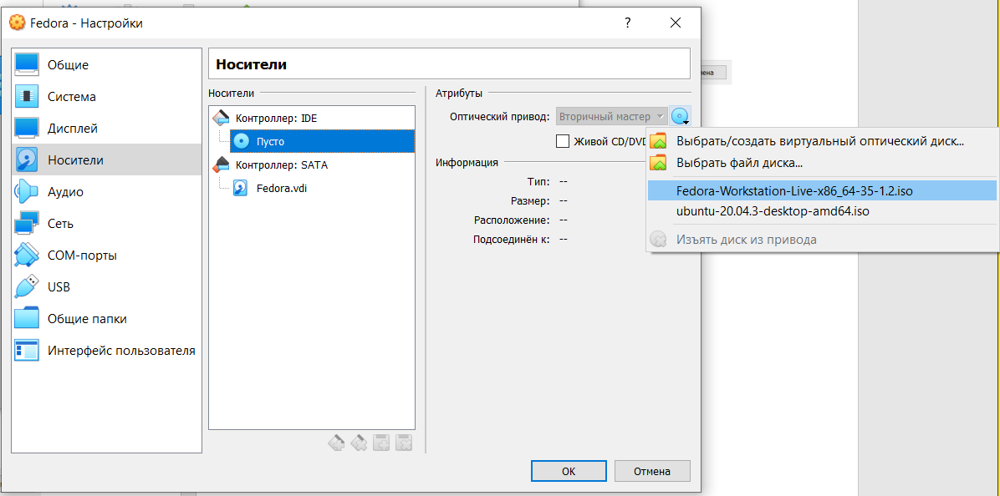 Fedora - Настройки
?
Общие
Система
Дисплей
Носители
Аудио
Сеть
COM-порты
USB
Общие папки
Интерфейс пользователя
Носители
Носители
Контроллер: IDE
Пусто
Контроллер: SATA
Fedora.vdi
Атрибуты
Оптический привод: Вторичный мастер
Живой CD/DVD
Информация
Тип: --
Размер: --
Расположение: --
Подсоединён к: --
Выбрать/создать виртуальный оптический диск...
Выбрать файл диска...
Fedora-Workstation-Live-x86_64-35-1.2.iso
ubuntu-20.04.3-desktop-amd64.iso
Изъять диск из привода
OK
Отмена